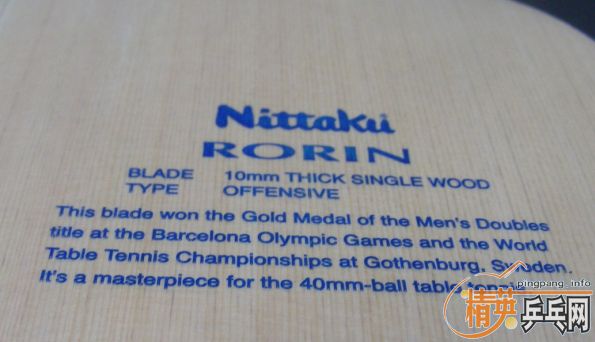 Nittaku
RORIN
BLADE 10mm THICK SINGLE WOOD
TYPE OFFENSIVE
This blade won the Gold Medal of the Men's Doubles
title at the Barcelona Olympic Games and the World
Table Tennis Championships at Gothenburg, Sweden.
It's a masterpiece for the 40mm-ball table tennis
pingpang.info
精英乒乓网